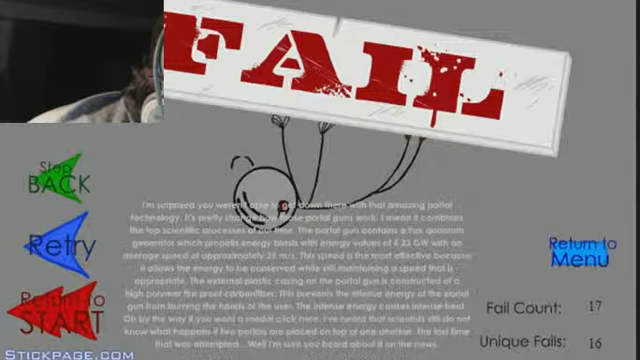 FAIL
Step
BACK
Retry
Return to
START
I'm surprised you weren't able to get down there with that amazing portal
technology. It's pretty strange how those portal guns work. I mean it combines
the top scientific processes of our time. The portal gun contains a flux quantum
generator which propells energy blasts with energy values of 4.23 GW with an
average speed of approximately 25 m/s. This speed is the most effective because
it allows the energy to be conserved while still maintaining a speed that is
appropriate. The external plastic casing on the portal gun is constructed of a
high polymer fire proof carbonfiber. This prevents the intense energy of the portal
gun from burning the hands of the user. The intense energy causes intense heat.
Oh by the way if you want a medal click here. I've heard that scientists still do not
know what happens if two portals are placed on top of one another. The last time
that was attempted... Well I'm sure you heard about it on the news.
Return to
Menu
Fail Count: 17
Unique Fails: 16
STICKPAGE.COM